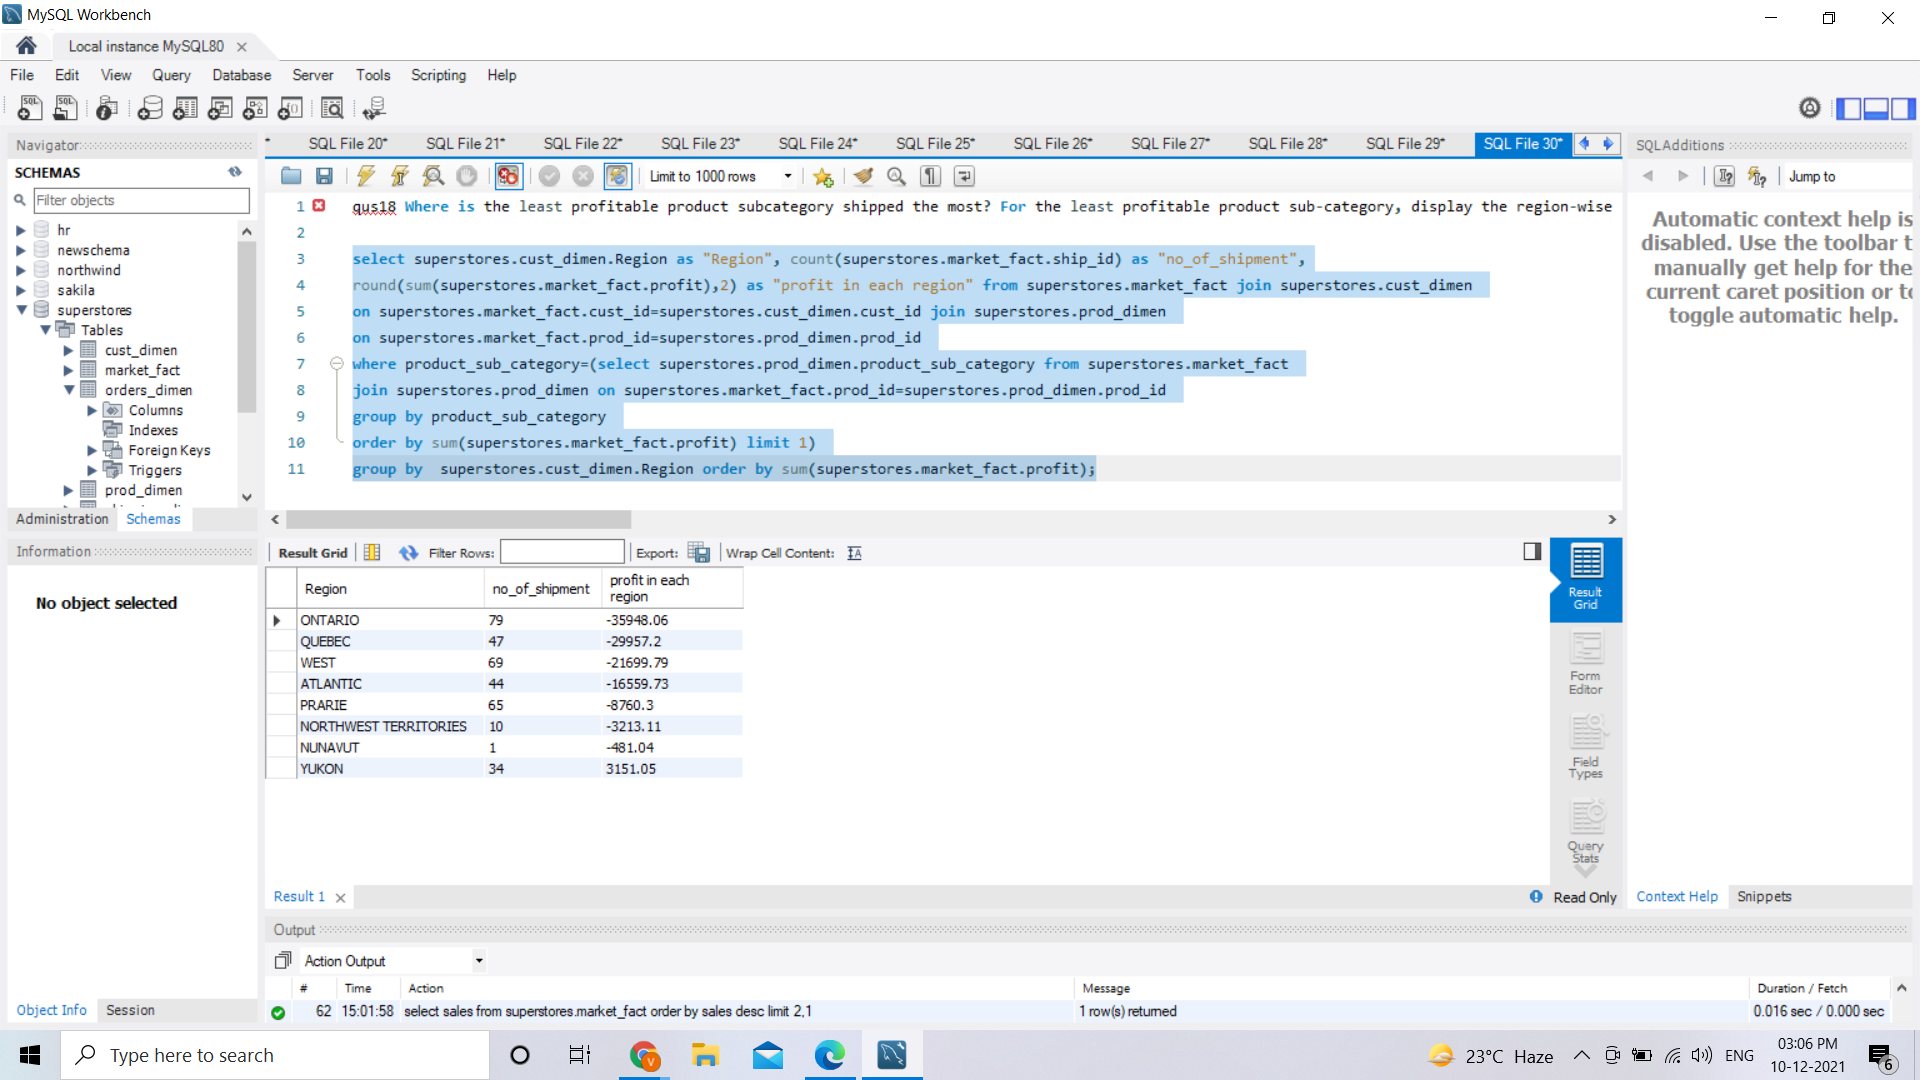 MySQL Workbench
Local instance MySQL80
File Edit View Query Database Server Tools Scripting Help
Navigator
SCHEMAS
Filter objects
hr
newschema
northwind
sakila
superstores
Tables
cust_dimen
market_fact
orders_dimen
Columns
Indexes
Foreign Keys
Triggers
prod_dimen
Administration Schemas
Information
No object selected
Object Info Session
SQL File 20* SQL File 21* SQL File 22* SQL File 23* SQL File 24* SQL File 25* SQL File 26* SQL File 27* SQL File 28* SQL File 29* SQL File 30*
Limit to 1000 rows
1 qus18 Where is the least profitable product subcategory shipped the most? For the least profitable product sub-category, display the region-wise
2
3 select superstores.cust_dimen.Region as "Region", count(superstores.market_fact.ship_id) as "no_of_shipment",
4 round(sum(superstores.market_fact.profit),2) as "profit in each region" from superstores.market_fact join superstores.cust_dimen
5 on superstores.market_fact.cust_id=superstores.cust_dimen.cust_id join superstores.prod_dimen
6 on superstores.market_fact.prod_id=superstores.prod_dimen.prod_id
7 where product_sub_category=(select superstores.prod_dimen.product_sub_category from superstores.market_fact
8 join superstores.prod_dimen on superstores.market_fact.prod_id=superstores.prod_dimen.prod_id
9 group by product_sub_category
10 order by sum(superstores.market_fact.profit) limit 1)
11 group by  superstores.cust_dimen.Region order by sum(superstores.market_fact.profit);
Result Grid Filter Rows: Export: Wrap Cell Content:
Region no_of_shipment profit in each region
ONTARIO 79 -35948.06
QUEBEC 47 -29957.2
WEST 69 -21699.79
ATLANTIC 44 -16559.73
PRARIE 65 -8760.3
NORTHWEST TERRITORIES 10 -3213.11
NUNAVUT 1 -481.04
YUKON 34 3151.05
Result Grid
Form Editor
Field Types
Query Stats
Result 1
Read Only
SQLAdditions
Jump to
Automatic context help is
disabled. Use the toolbar t
manually get help for the
current caret position or to
toggle automatic help.
Context Help Snippets
Output
Action Output
# Time Action Message Duration / Fetch
62 15:01:58 select sales from superstores.market_fact order by sales desc limit 2,1 1 row(s) returned 0.016 sec / 0.000 sec
Type here to search
23°C Haze
ENG
03:06 PM
10-12-2021
6